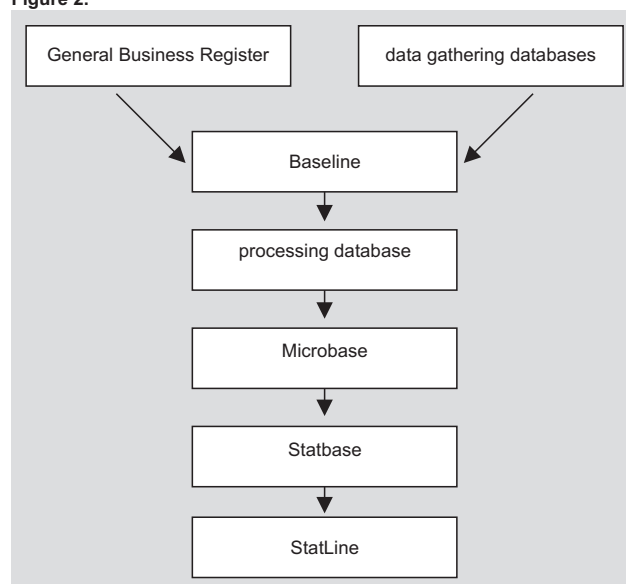 Figure 2.
General Business Register
data gathering databases
Baseline
processing database
Microbase
Statbase
StatLine